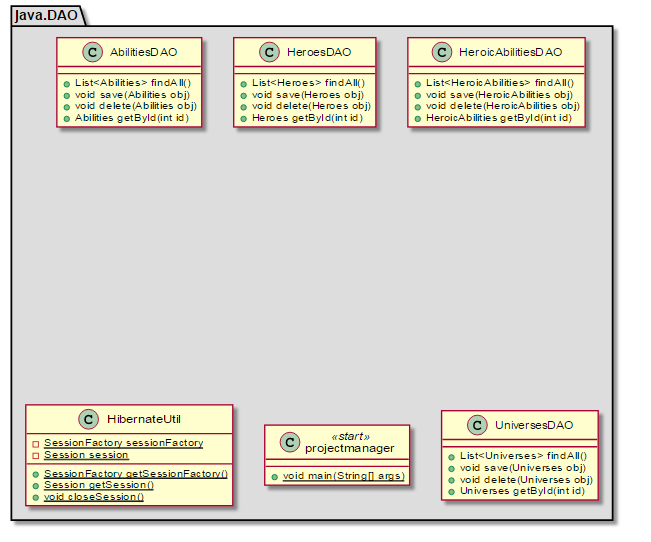 java.DAO
C AbilitiesDAO
List<Abilities> findAll()
void save(Abilities obj)
void delete(Abilities obj)
Abilities getById(int id)
C HeroesDAO
List<Heroes> findAll()
void save(Heroes obj)
void delete(Heroes obj)
Heroes getById(int id)
C HeroicAbilitiesDAO
List<HeroicAbilities> findAll()
void save(HeroicAbilities obj)
void delete(HeroicAbilities obj)
HeroicAbilities getById(int id)
C HibernateUtil
SessionFactory sessionFactory
Session session
SessionFactory getSessionFactory()
Session getSession()
void closeSession()
«start»
C projectmanager
void main(String[] args)
C UniversesDAO
List<Universes> findAll()
void save(Universes obj)
void delete(Universes obj)
Universes getById(int id)